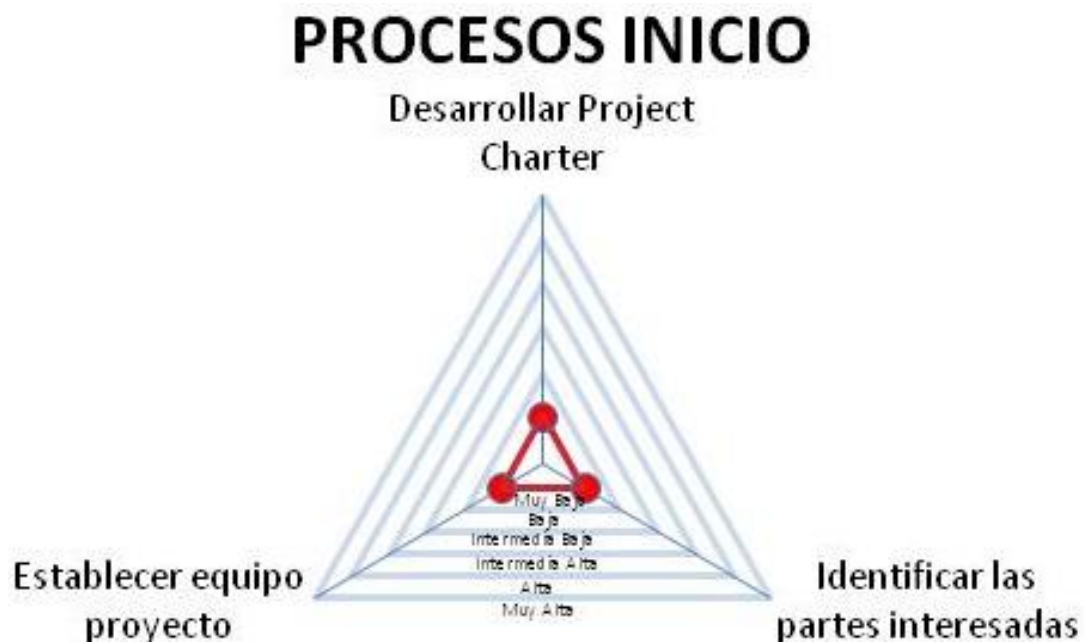 PROCESOS INICIO
Desarrollar Project
Charter
Muy Baja
Baja
Intermedia Baja
Intermedia Alta
Alta
Muy Alta
Establecer equipo
proyecto
Identificar las
partes interesadas